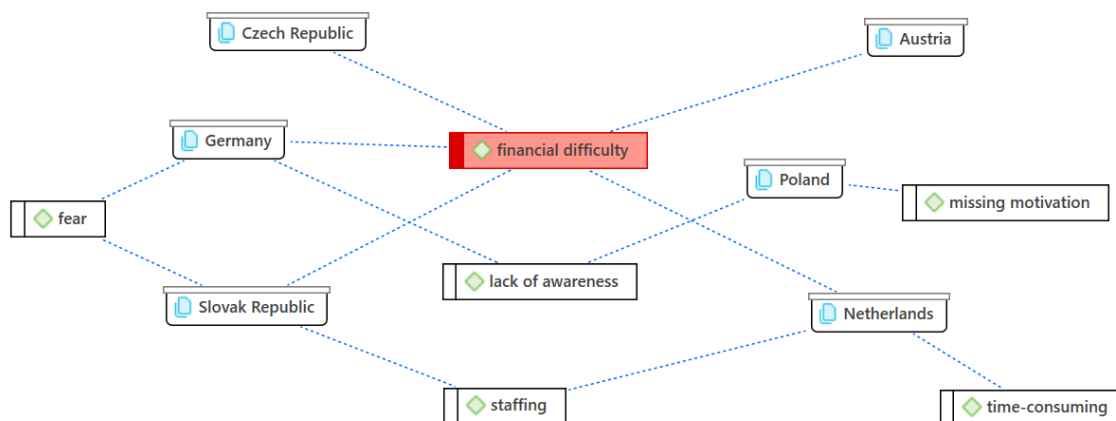 Czech Republic
Austria
Germany
financial difficulty
Poland
missing motivation
fear
lack of awareness
Slovak Republic
Netherlands
staffing
time-consuming